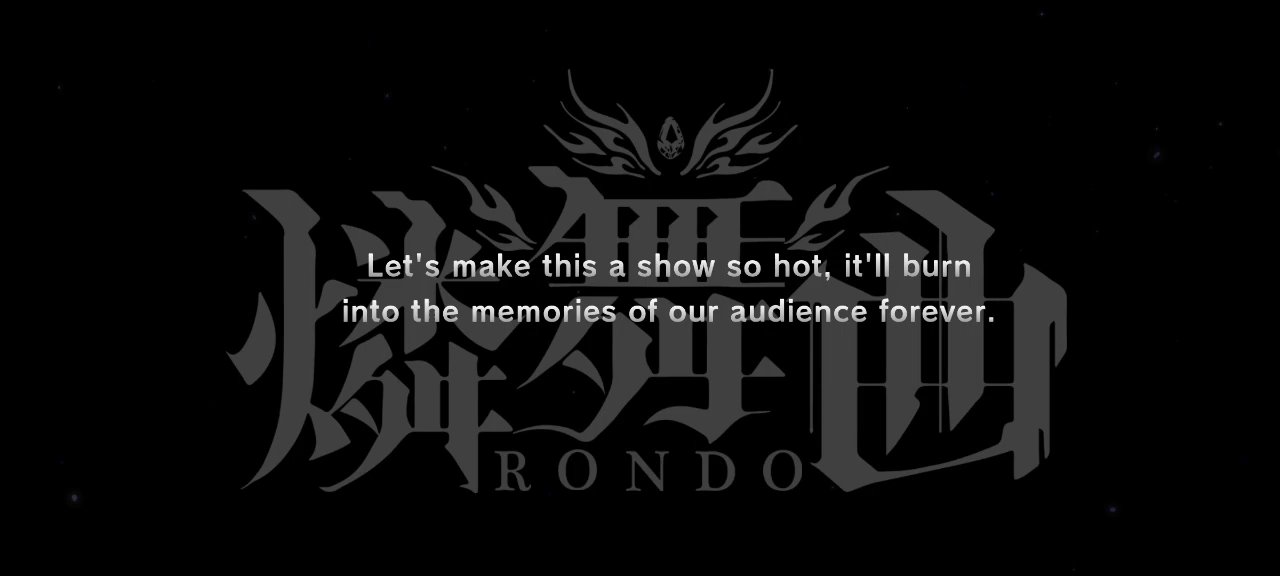 燐舞曲
Let's make this a show so hot, it'll burn
into the memories of our audience forever.
RONDO